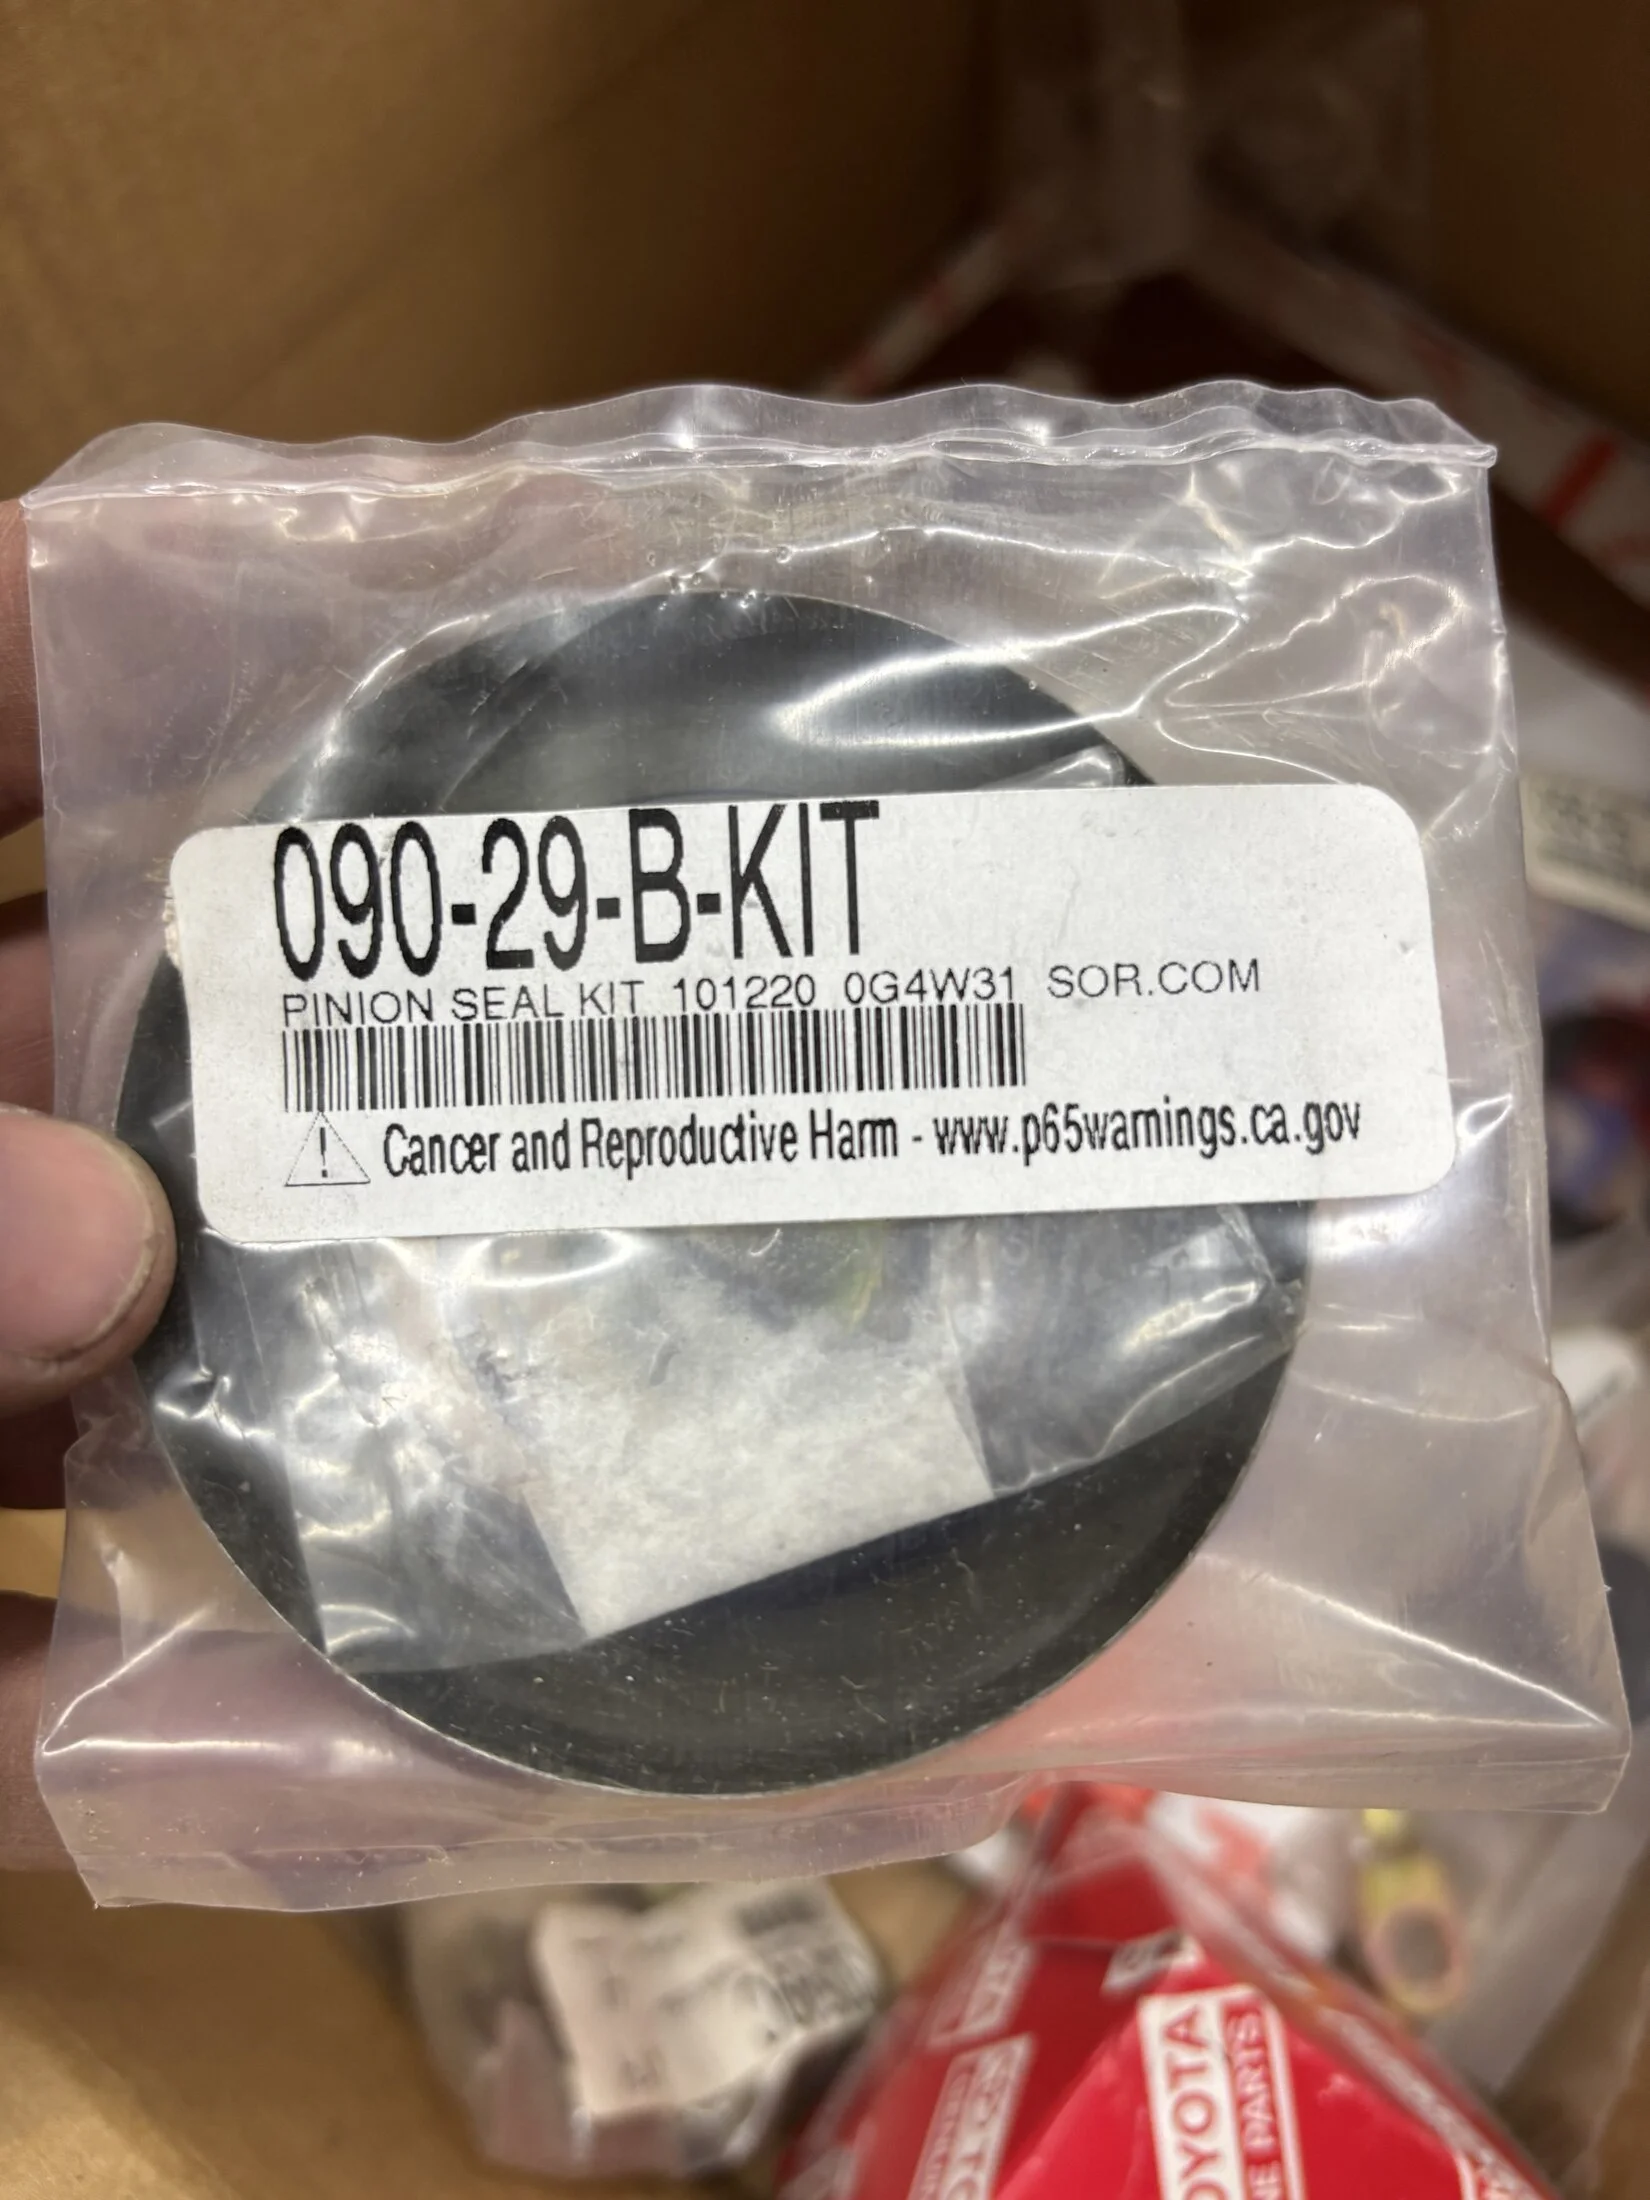 090-29-B-KIT
PINION SEAL KIT 101220 0G4W31 SOR.COM
! Cancer and Reproductive Harm - www.p65warnings.ca.gov
TOYOTA
PARTS